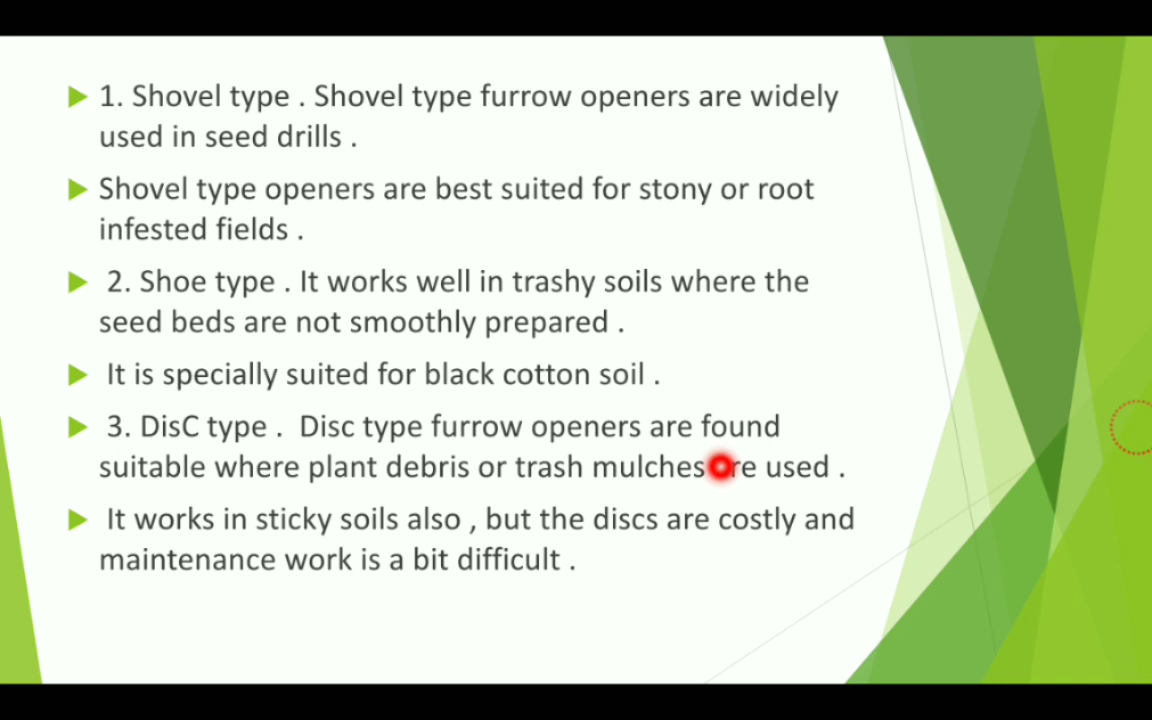 1. Shovel type . Shovel type furrow openers are widely
used in seed drills .
Shovel type openers are best suited for stony or root
infested fields .
2. Shoe type . It works well in trashy soils where the
seed beds are not smoothly prepared .
It is specially suited for black cotton soil .
3. DisC type .  Disc type furrow openers are found
suitable where plant debris or trash mulches are used .
It works in sticky soils also , but the discs are costly and
maintenance work is a bit difficult .